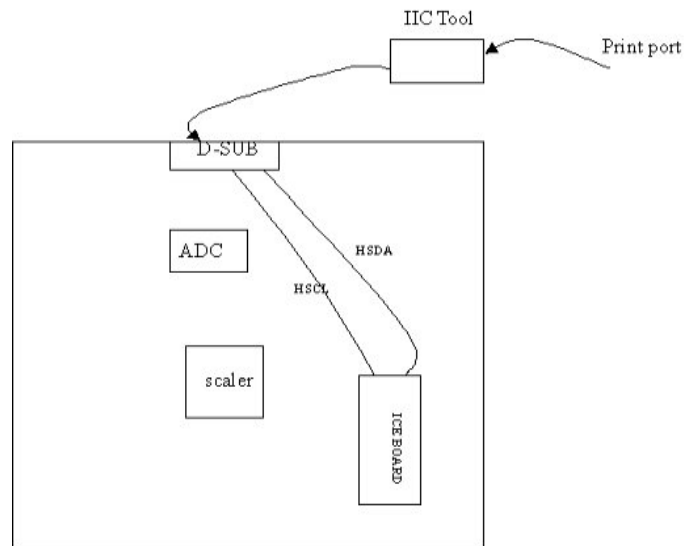 IIC Tool
Print port
D-SUB
ADC
HSDA
HSCL
scaler
ICE BOARD